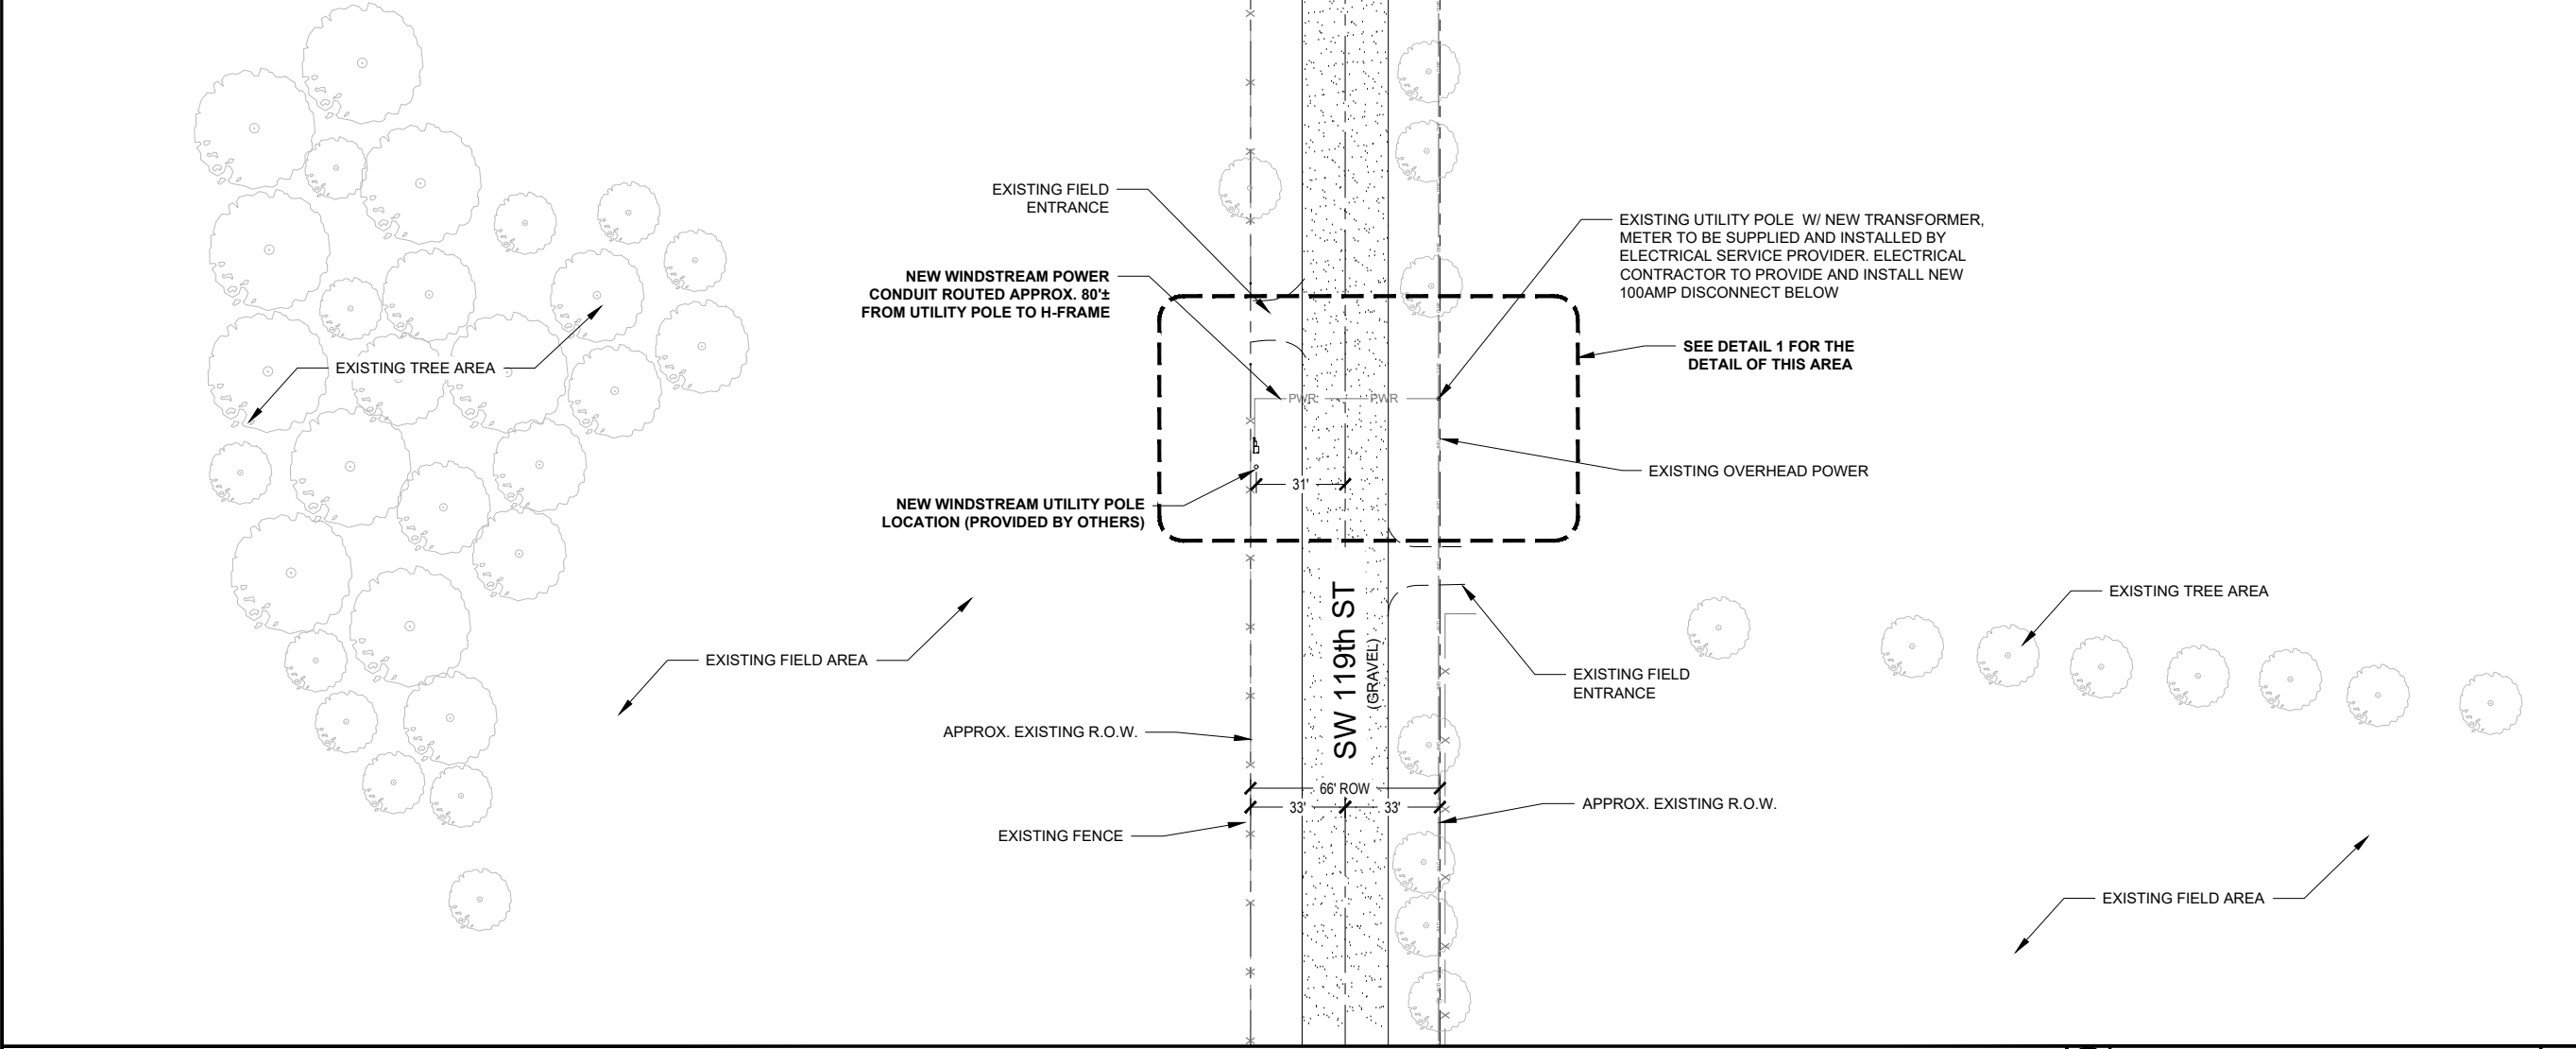 EXISTING FIELD
ENTRANCE
NEW WINDSTREAM POWER
CONDUIT ROUTED APPROX. 80'±
FROM UTILITY POLE TO H-FRAME
EXISTING UTILITY POLE W/ NEW TRANSFORMER,
METER TO BE SUPPLIED AND INSTALLED BY
ELECTRICAL SERVICE PROVIDER. ELECTRICAL
CONTRACTOR TO PROVIDE AND INSTALL NEW
100AMP DISCONNECT BELOW
SEE DETAIL 1 FOR THE
DETAIL OF THIS AREA
EXISTING TREE AREA
PWR
PWR
EXISTING OVERHEAD POWER
31'
NEW WINDSTREAM UTILITY POLE
LOCATION (PROVIDED BY OTHERS)
SW 119th ST
(GRAVEL)
EXISTING TREE AREA
EXISTING FIELD AREA
EXISTING FIELD
ENTRANCE
APPROX. EXISTING R.O.W.
66' ROW
33'
33'
APPROX. EXISTING R.O.W.
EXISTING FENCE
EXISTING FIELD AREA